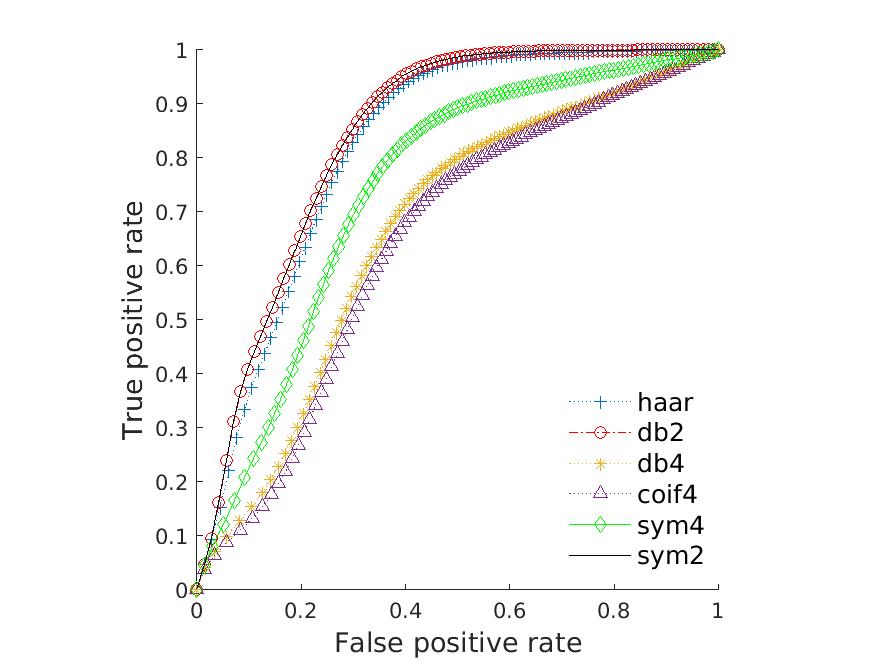 1
0.9
0.8
0.7
0.6
0.5
0.4
0.3
0.2
0.1
0
True positive rate
haar
db2
db4
coif4
sym4
sym2
0 0.2 0.4 0.6 0.8 1
False positive rate